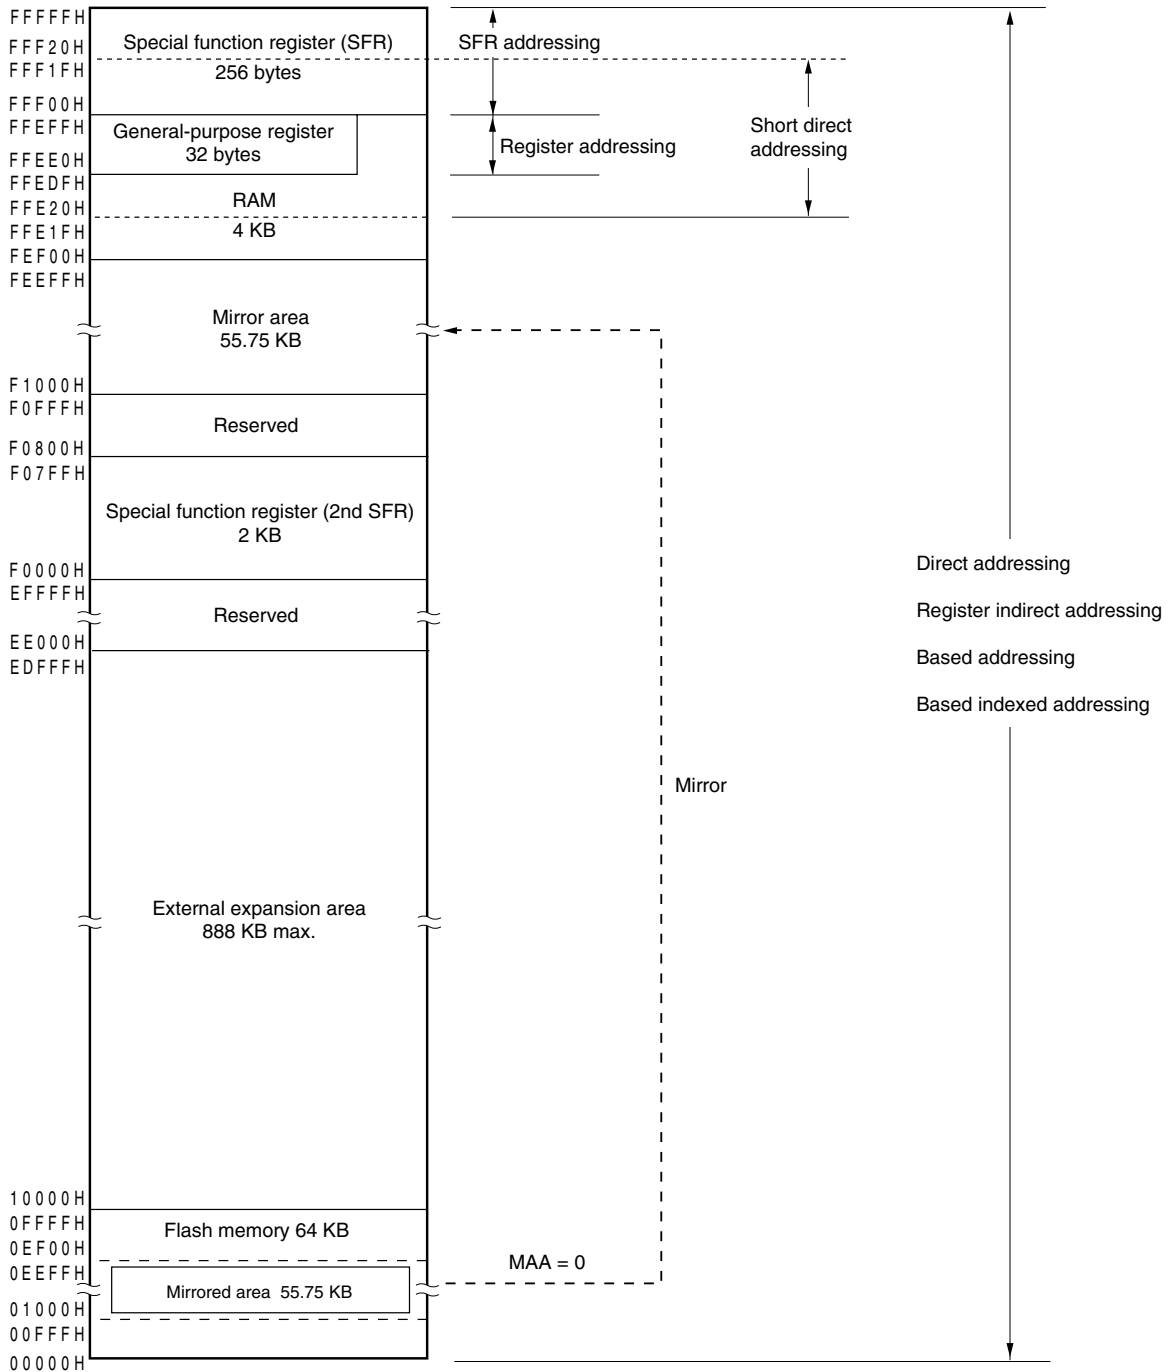 FFFFFH
FFF20H
FFF1FH
FFF00H
FFEFFH
FFEE0H
FFEDFH
FFE20H
FFE1FH
FEF00H
FEEFFH
F1000H
F0FFFH
F0800H
F07FFH
F0000H
EFFFFH
EE000H
EDFFFH
10000H
0FFFFH
0EF00H
0EEFFH
01000H
00FFFH
00000H
Special function register (SFR)
256 bytes
General-purpose register
32 bytes
RAM
4 KB
Mirror area
55.75 KB
Reserved
Special function register (2nd SFR)
2 KB
Reserved
External expansion area
888 KB max.
Flash memory 64 KB
Mirrored area 55.75 KB
SFR addressing
Register addressing
Short direct
addressing
Mirror
MAA = 0
Direct addressing
Register indirect addressing
Based addressing
Based indexed addressing